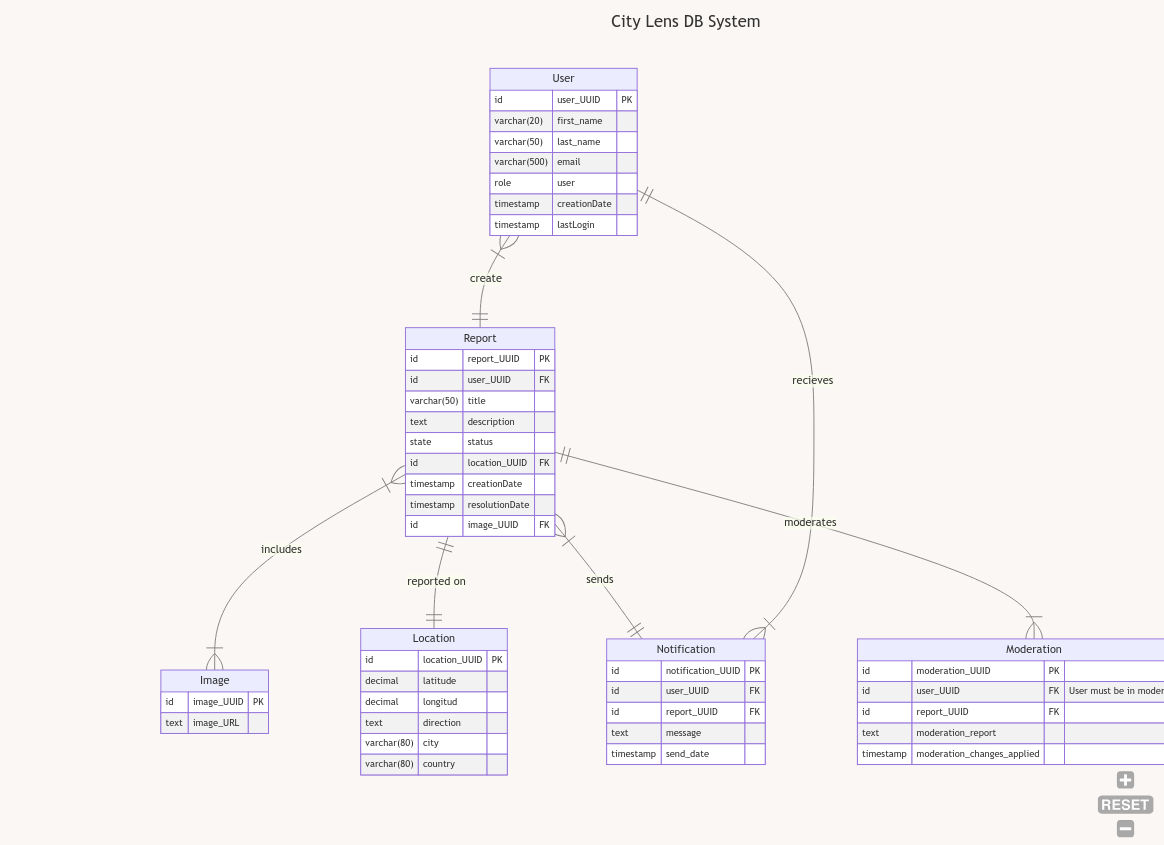 City Lens DB System
User
id user_UUID PK
varchar(20) first_name
varchar(50) last_name
varchar(500) email
role user
timestamp creationDate
timestamp lastLogin
create
Report
id report_UUID PK
id user_UUID FK
varchar(50) title
text description
state status
id location_UUID FK
timestamp creationDate
timestamp resolutionDate
id image_UUID FK
recieves
moderates
includes
reported on
sends
Image
id image_UUID PK
text image_URL
Location
id location_UUID PK
decimal latitude
decimal longitud
text direction
varchar(80) city
varchar(80) country
Notification
id notification_UUID PK
id user_UUID FK
id report_UUID FK
text message
timestamp send_date
Moderation
id moderation_UUID PK
id user_UUID FK User must be in moder
id report_UUID FK
text moderation_report
timestamp moderation_changes_applied
RESET